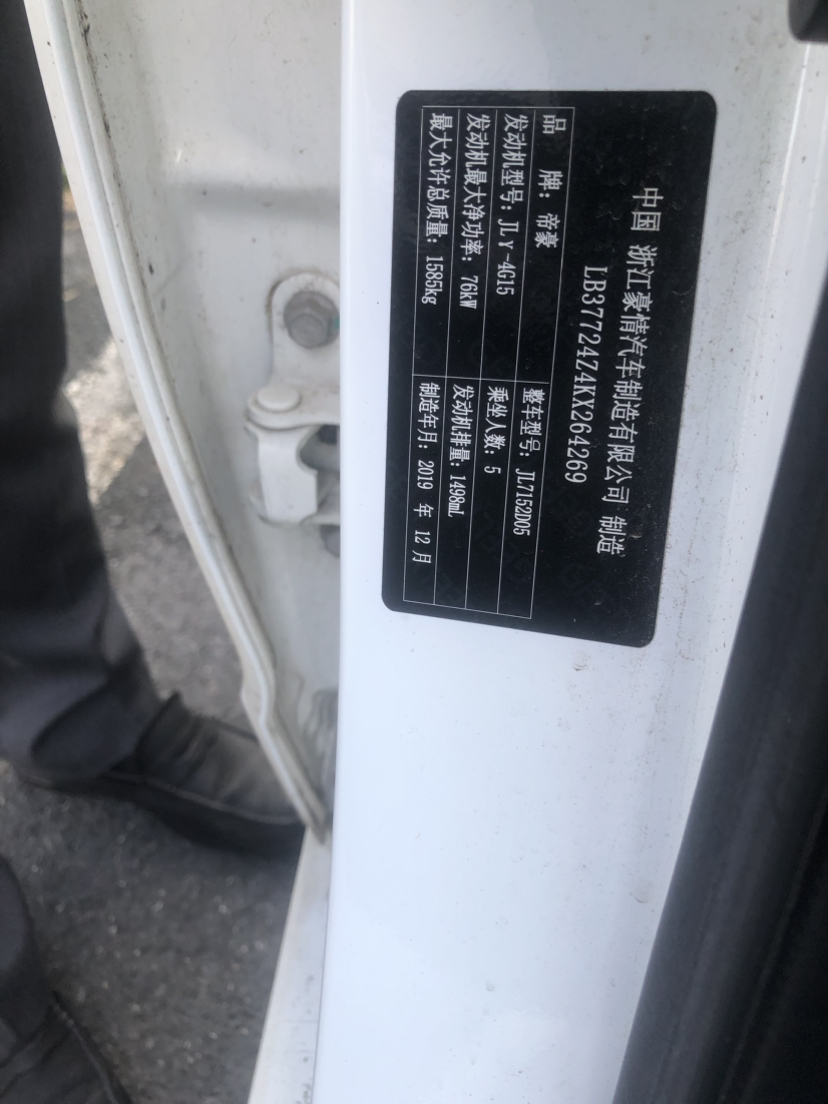 中国 浙江豪情汽车制造有限公司 制造
LB37724Z4KX264269
品 牌：帝豪 整车型号：JL7152D05
发动机型号：JLγ-4G15 乘坐人数：5
发动机最大净功率：76kW 发动机排量：1498mL
最大允许总质量：1585kg 制造年月：2019 年 12 月